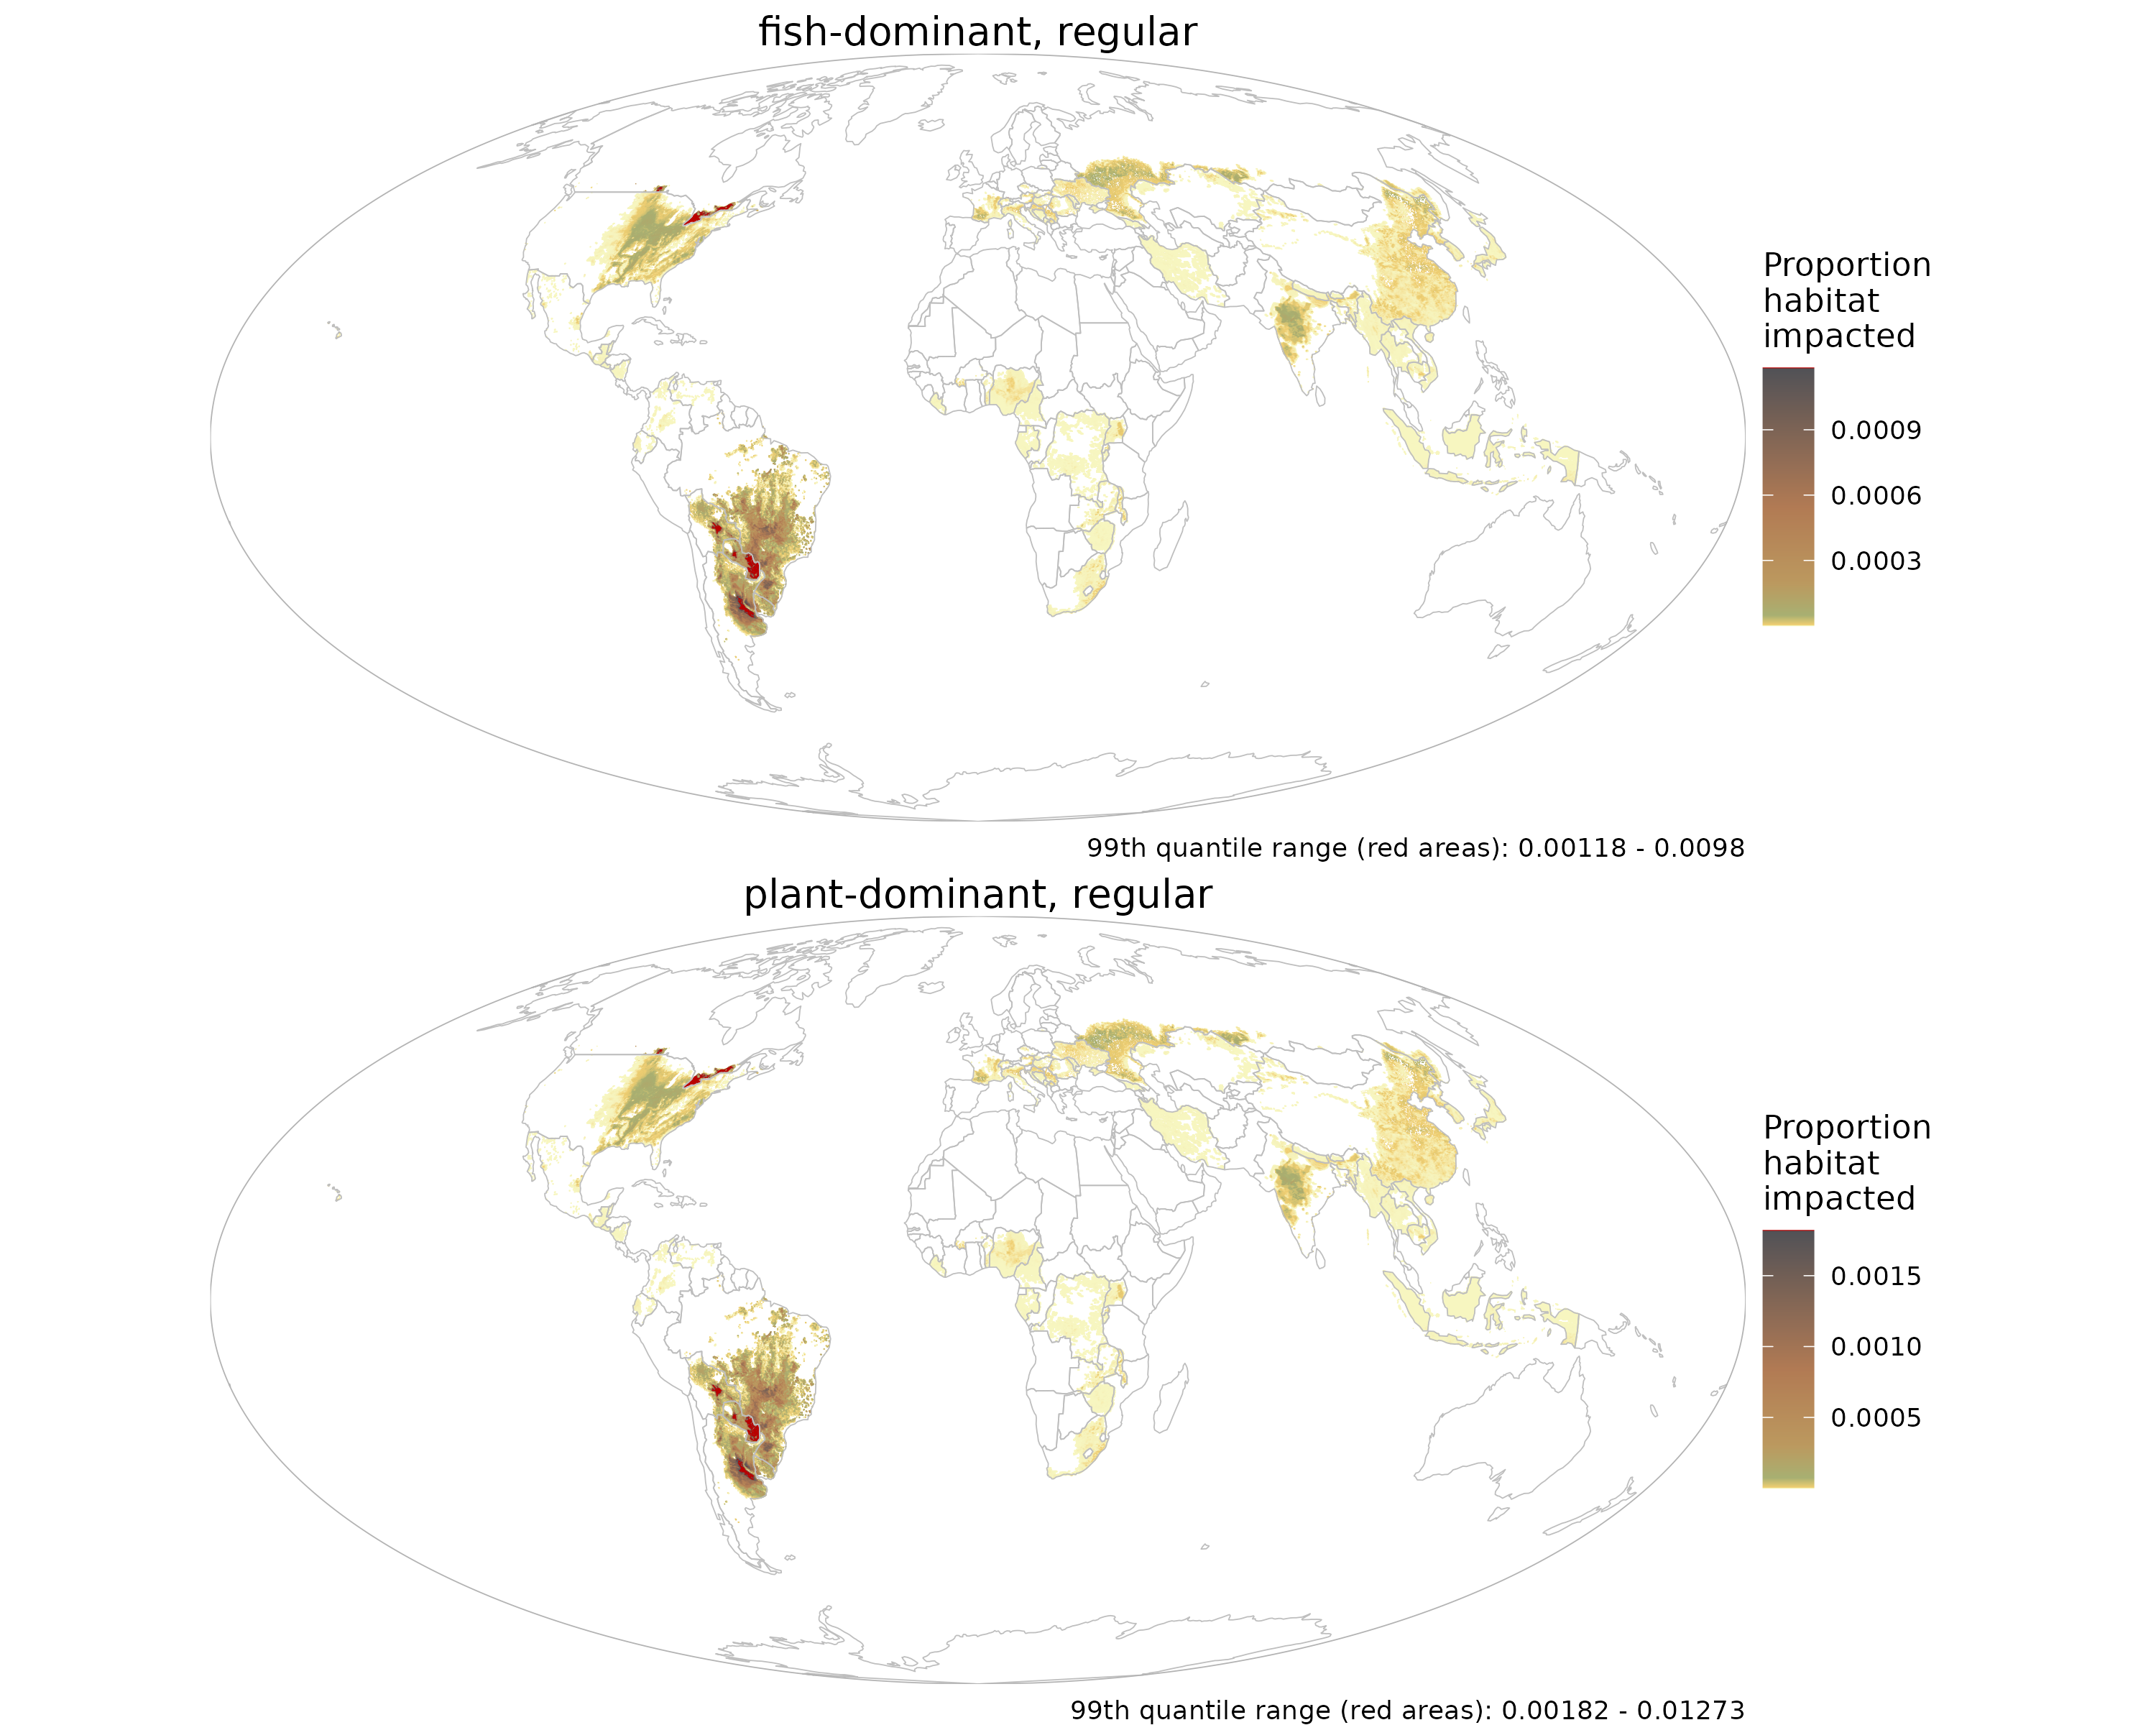 fish-dominant, regular
Proportion
habitat
impacted
0.0009
0.0006
0.0003
99th quantile range (red areas): 0.00118 - 0.0098
plant-dominant, regular
Proportion
habitat
impacted
0.0015
0.0010
0.0005
99th quantile range (red areas): 0.00182 - 0.01273